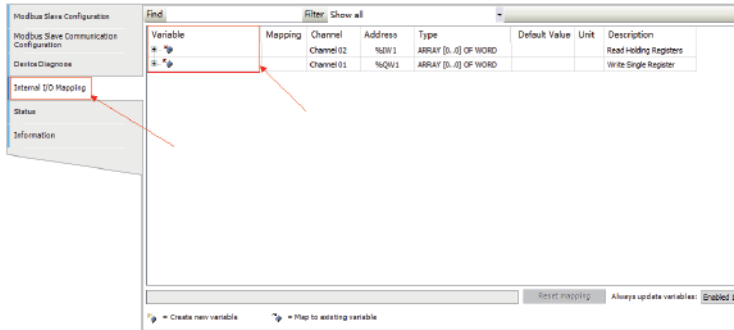 Modbus Slave Configuration
Modbus Slave Communication
Configuration
Device Diagnose
Internal I/O Mapping
Status
Information
Find Filter Show all
Variable Mapping Channel Address Type Default Value Unit Description
Channel 02 %IW1 ARRAY [0..0] OF WORD Read Holding Registers
Channel 01 %QW1 ARRAY [0..0] OF WORD Write Single Register
Reset mapping Always update variables: Enabled
= Create new variable = Map to existing variable